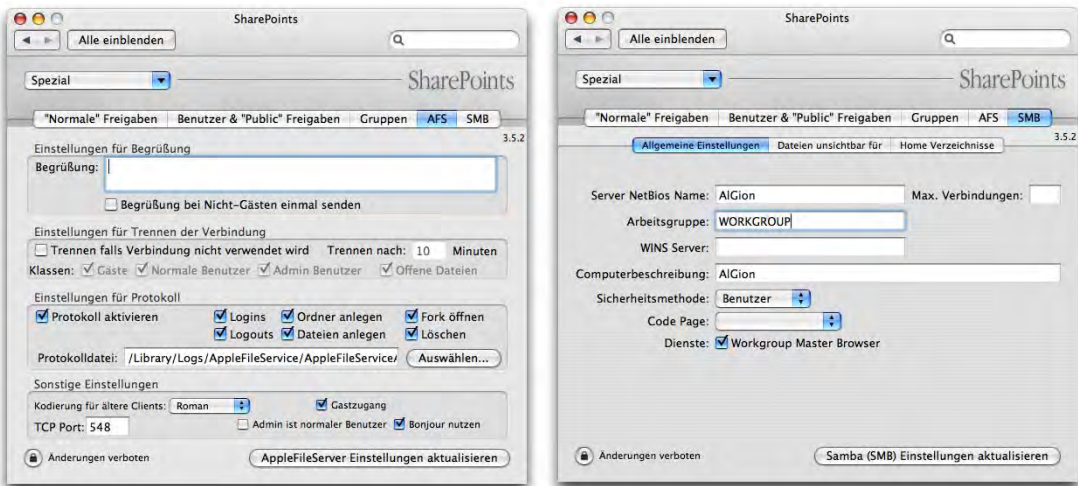 SharePoints
Alle einblenden
Spezial
SharePoints
"Normale" Freigaben Benutzer & "Public" Freigaben Gruppen AFS SMB
3.5.2
Einstellungen für Begrüßung
Begrüßung:
Begrüßung bei Nicht-Gästen einmal senden
Einstellungen für Trennen der Verbindung
Trennen falls Verbindung nicht verwendet wird Trennen nach: 10 Minuten
Klassen: Gäste Normale Benutzer Admin Benutzer Offene Dateien
Einstellungen für Protokoll
Protokoll aktivieren Logins Ordner anlegen Fork öffnen
Logouts Dateien anlegen Löschen
Protokolldatei: /Library/Logs/AppleFileService/AppleFileService/ Auswählen...
Sonstige Einstellungen
Kodierung für ältere Clients: Roman Gastzugang
TCP Port: 548 Admin ist normaler Benutzer Bonjour nutzen
Änderungen verboten AppleFileServer Einstellungen aktualisieren
SharePoints
Alle einblenden
Spezial
SharePoints
"Normale" Freigaben Benutzer & "Public" Freigaben Gruppen AFS SMB
3.5.2
Allgemeine Einstellungen Dateien unsichtbar für Home Verzeichnisse
Server NetBios Name: AlGion Max. Verbindungen:
Arbeitsgruppe: WORKGROUP
WINS Server:
Computerbeschreibung: AlGion
Sicherheitsmethode: Benutzer
Code Page:
Dienste: Workgroup Master Browser
Änderungen verboten Samba (SMB) Einstellungen aktualisieren